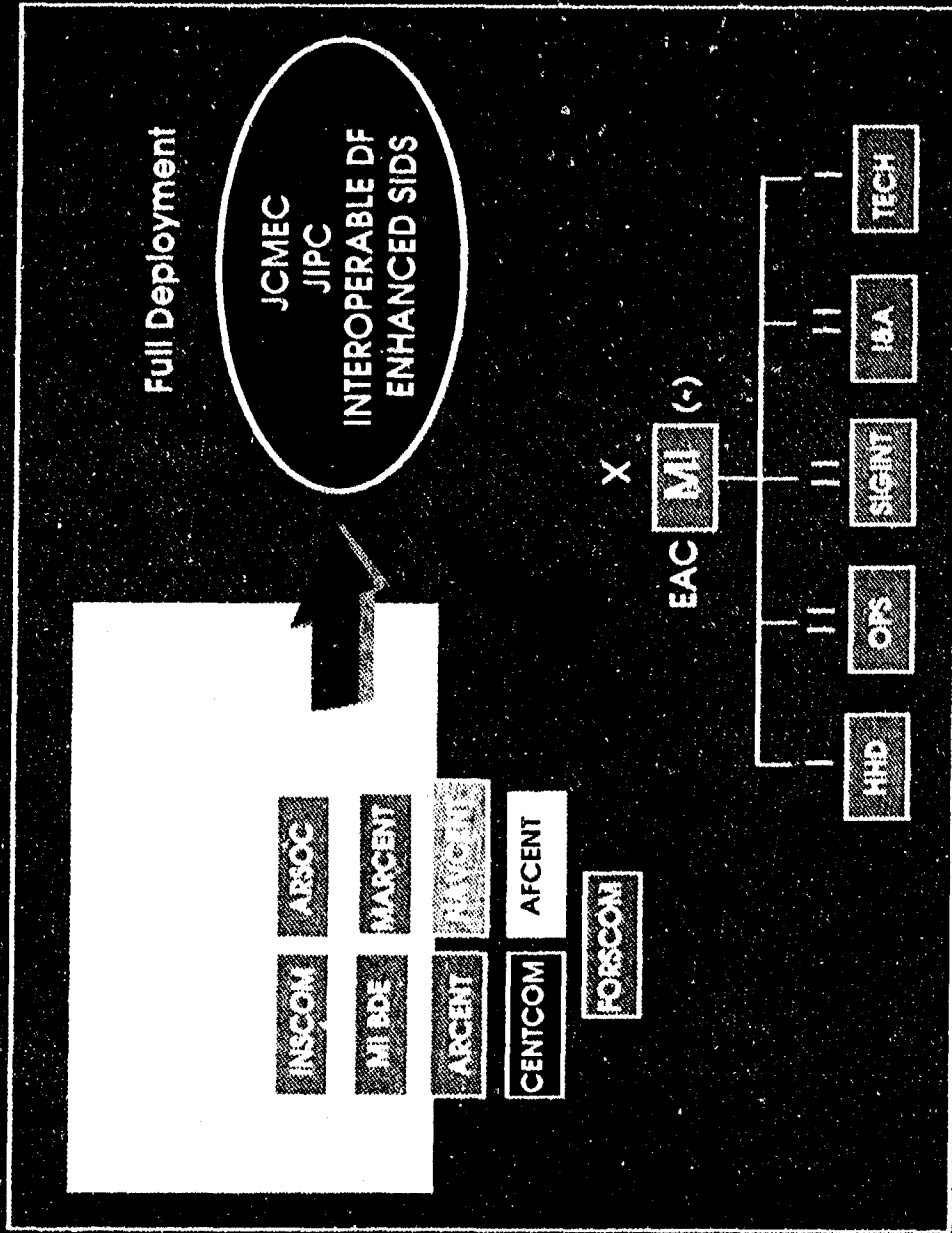 Full Deployment
JCMEC
JIPC
INTEROPERABLE DF
ENHANCED SIDS
INSCOM
ARSOC
MI BDE
MARCENT
ARCENT
NAVCENT
CENTCOM
AFCENT
FORSCOM
X
EAC MI (-)
I II II II I
HHD OPS SIGINT I&A TECH